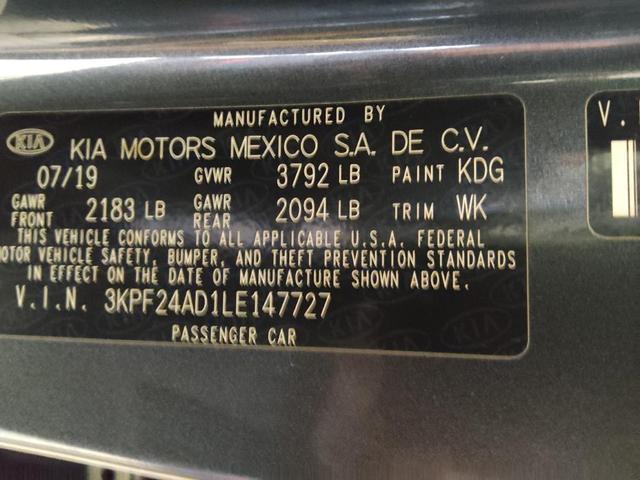 MANUFACTURED BY
KIA KIA MOTORS MEXICO S.A. DE C.V.
07/19 GVWR 3792 LB PAINT KDG
GAWR FRONT 2183 LB GAWR REAR 2094 LB TRIM WK
THIS VEHICLE CONFORMS TO ALL APPLICABLE U.S.A. FEDERAL
MOTOR VEHICLE SAFETY, BUMPER, AND THEFT PREVENTION STANDARDS
IN EFFECT ON THE DATE OF MANUFACTURE SHOWN ABOVE.
V.I.N. 3KPF24AD1LE147727
PASSENGER CAR
V.